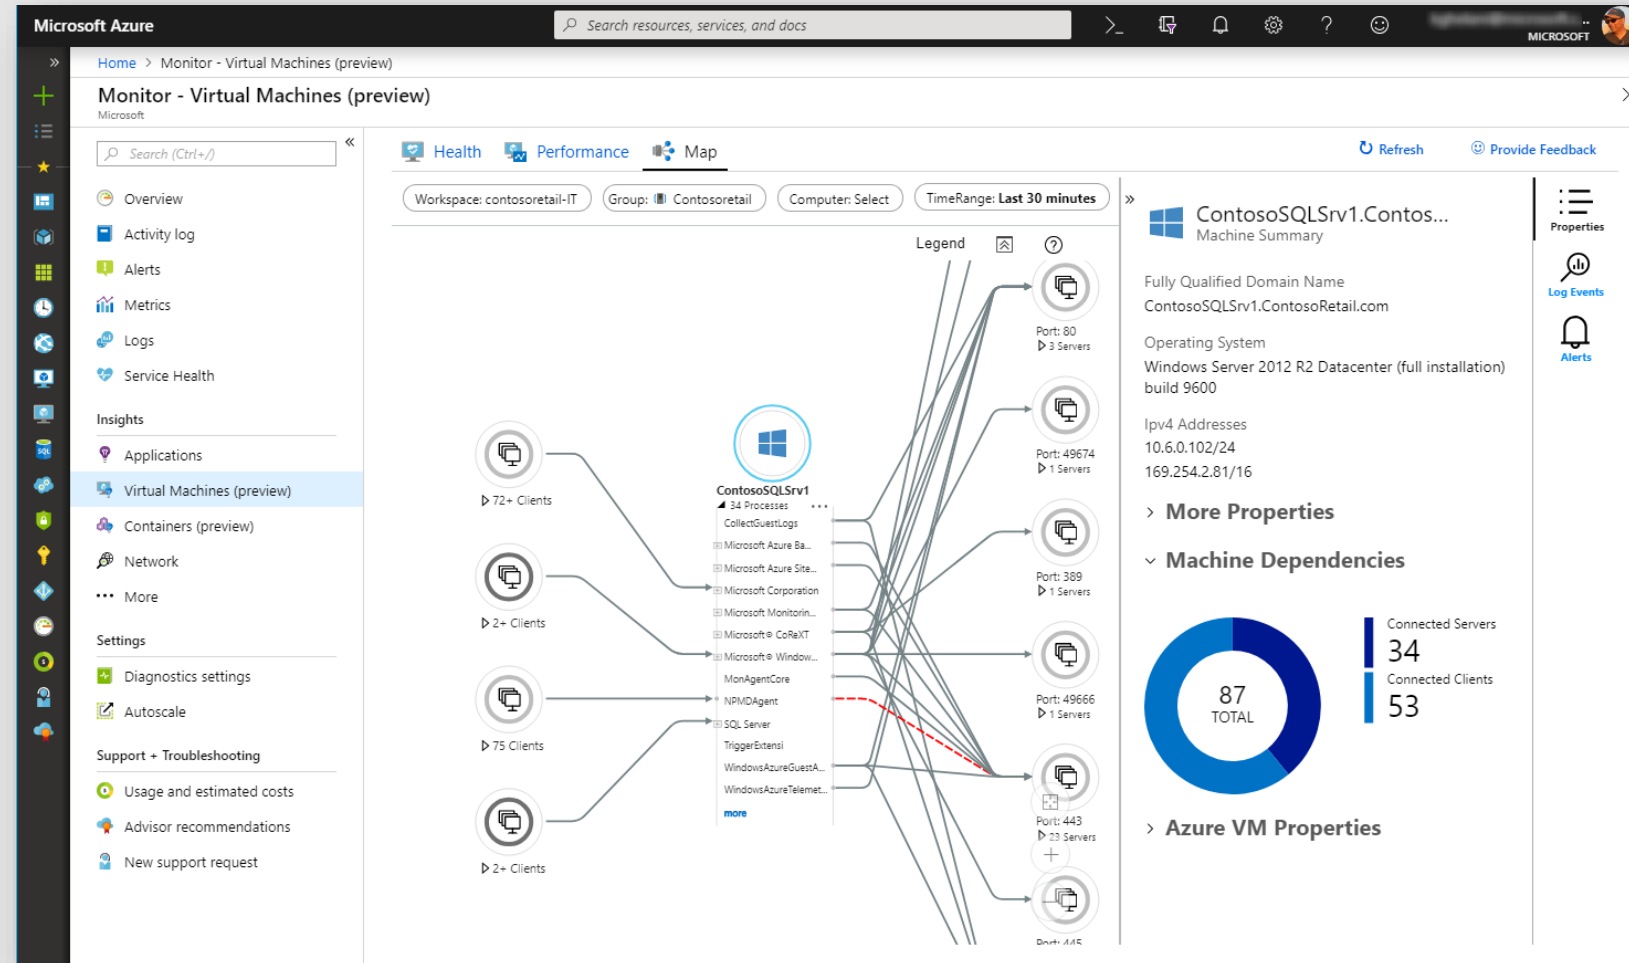 Microsoft Azure
Search resources, services, and docs
MICROSOFT
Home > Monitor - Virtual Machines (preview)
Monitor - Virtual Machines (preview)
Microsoft
Search (Ctrl+/)
Overview
Activity log
Alerts
Metrics
Logs
Service Health
Insights
Applications
Virtual Machines (preview)
Containers (preview)
Network
More
Settings
Diagnostics settings
Autoscale
Support + Troubleshooting
Usage and estimated costs
Advisor recommendations
New support request
Health
Performance
Map
Refresh
Provide Feedback
Workspace: contosoretail-IT
Group: Contosoretail
Computer: Select
TimeRange: Last 30 minutes
Legend
72+ Clients
2+ Clients
75 Clients
2+ Clients
ContosoSQLSrv1
34 Processes
CollectGuestLogs
Microsoft Azure Ba...
Microsoft Azure Site...
Microsoft Corporation
Microsoft Monitorin...
Microsoft® CoReXT
Microsoft® Window...
MonAgentCore
NPMDAgent
SQL Server
TriggerExtensi
WindowsAzureGuestA...
WindowsAzureTelemet...
more
Port: 80
3 Servers
Port: 49674
1 Servers
Port: 389
1 Servers
Port: 49666
1 Servers
Port: 443
23 Servers
Port: 445
ContosoSQLSrv1.Contos...
Machine Summary
Fully Qualified Domain Name
ContosoSQLSrv1.ContosoRetail.com
Operating System
Windows Server 2012 R2 Datacenter (full installation)
build 9600
Ipv4 Addresses
10.6.0.102/24
169.254.2.81/16
More Properties
Machine Dependencies
87
TOTAL
Connected Servers
34
Connected Clients
53
Azure VM Properties
Properties
Log Events
Alerts
SQL